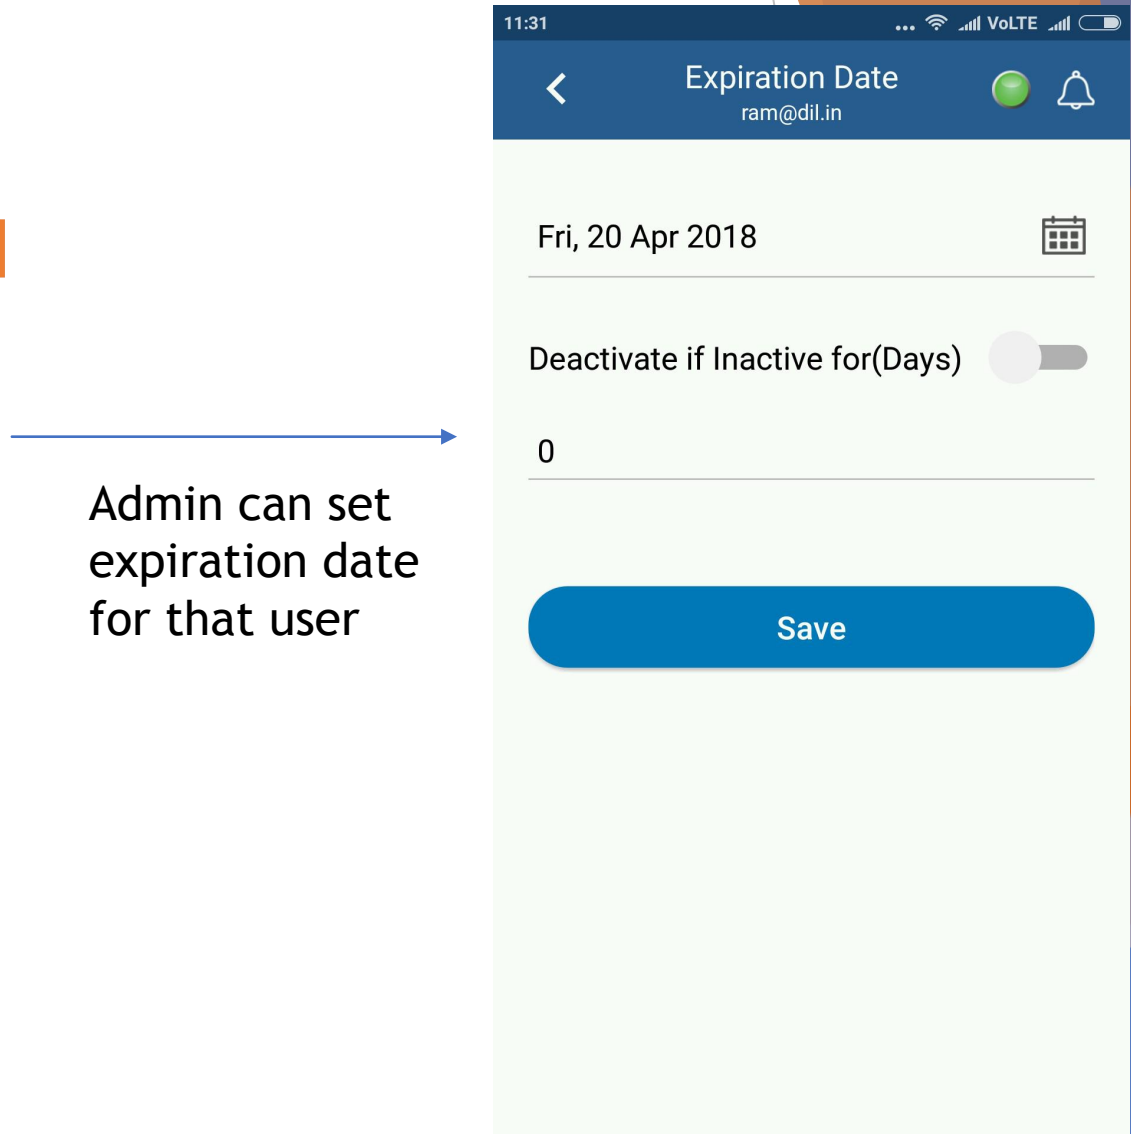 11:31
... VoLTE
Expiration Date
ram@dil.in
Fri, 20 Apr 2018
Deactivate if Inactive for(Days)
0
Admin can set
expiration date
for that user
Save